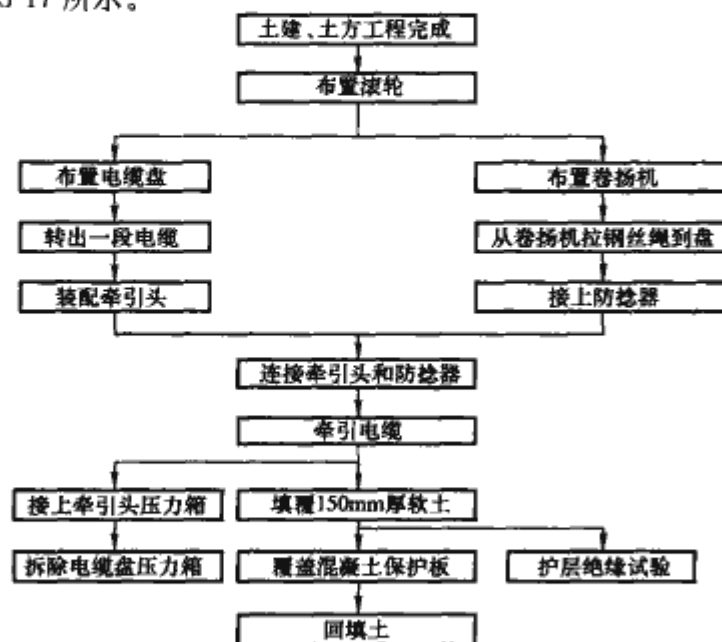 17 所示。
土建、土方工程完成
布置滚轮
布置电缆盘
布置卷扬机
转出一段电缆
从卷扬机拉钢丝绳到盘
装配牵引头
接上防捻器
连接牵引头和防捻器
牵引电缆
接上牵引头压力箱
填覆150mm厚软土
拆除电缆盘压力箱
覆盖混凝土保护板
护层绝缘试验
回填土